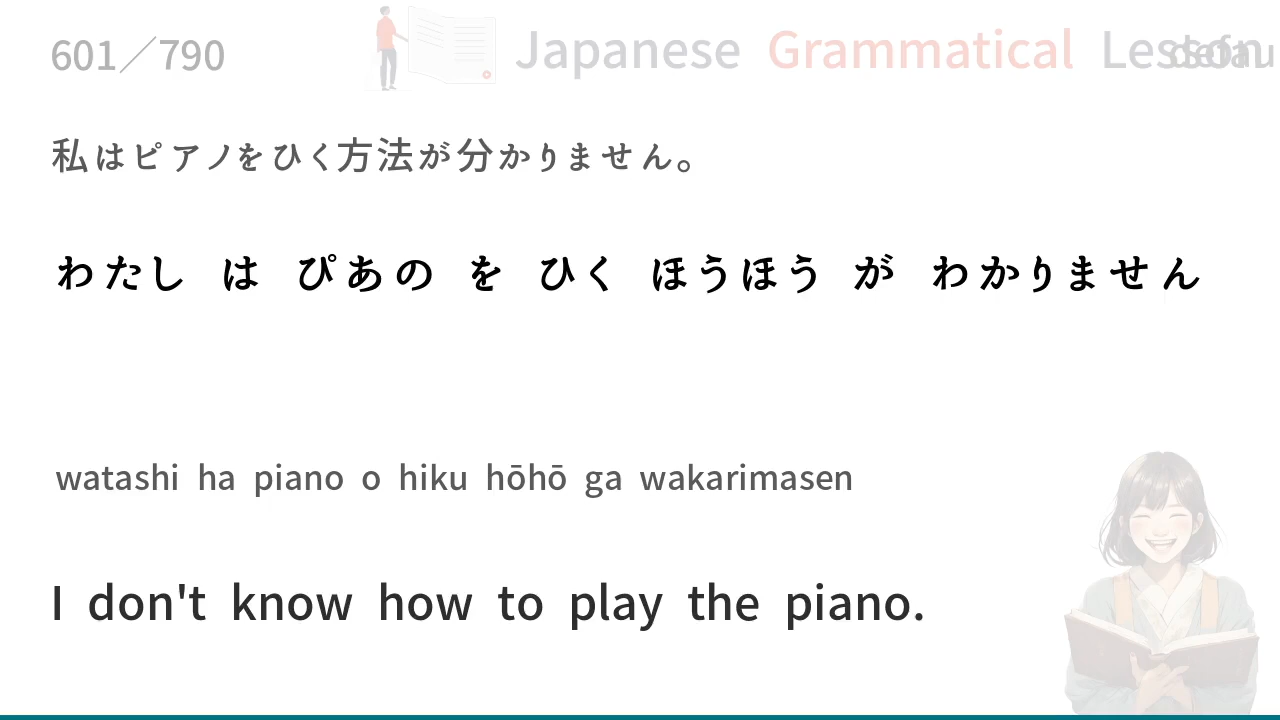 601／790
Japanese Grammatical Lesson
defau
私はピアノをひく方法が分かりません。
わたし は ぴあの を ひく ほうほう が わかりません
watashi ha piano o hiku hōhō ga wakarimasen
I don't know how to play the piano.